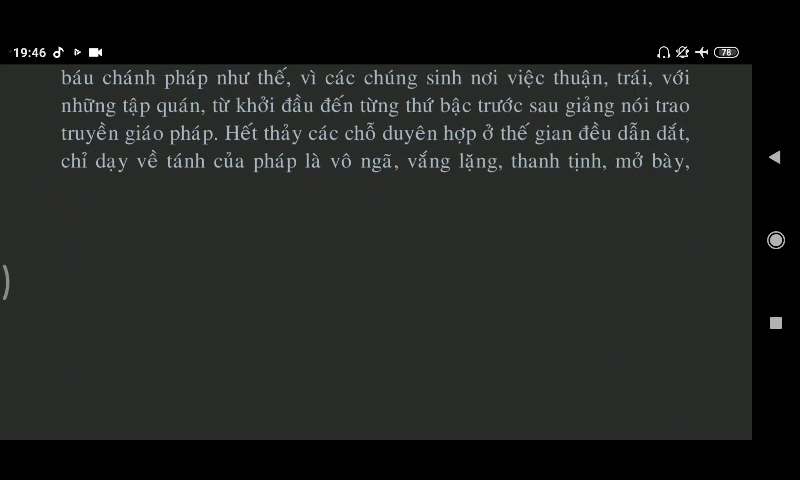 19:46
78
báu chánh pháp như thế, vì các chúng sinh nơi việc thuận, trái, với
những tập quán, từ khởi đầu đến từng thứ bậc trước sau giảng nói trao
truyền giáo pháp. Hết thảy các chỗ duyên hợp ở thế gian đều dẫn dắt,
chỉ dạy về tánh của pháp là vô ngã, vắng lặng, thanh tịnh, mở bày,